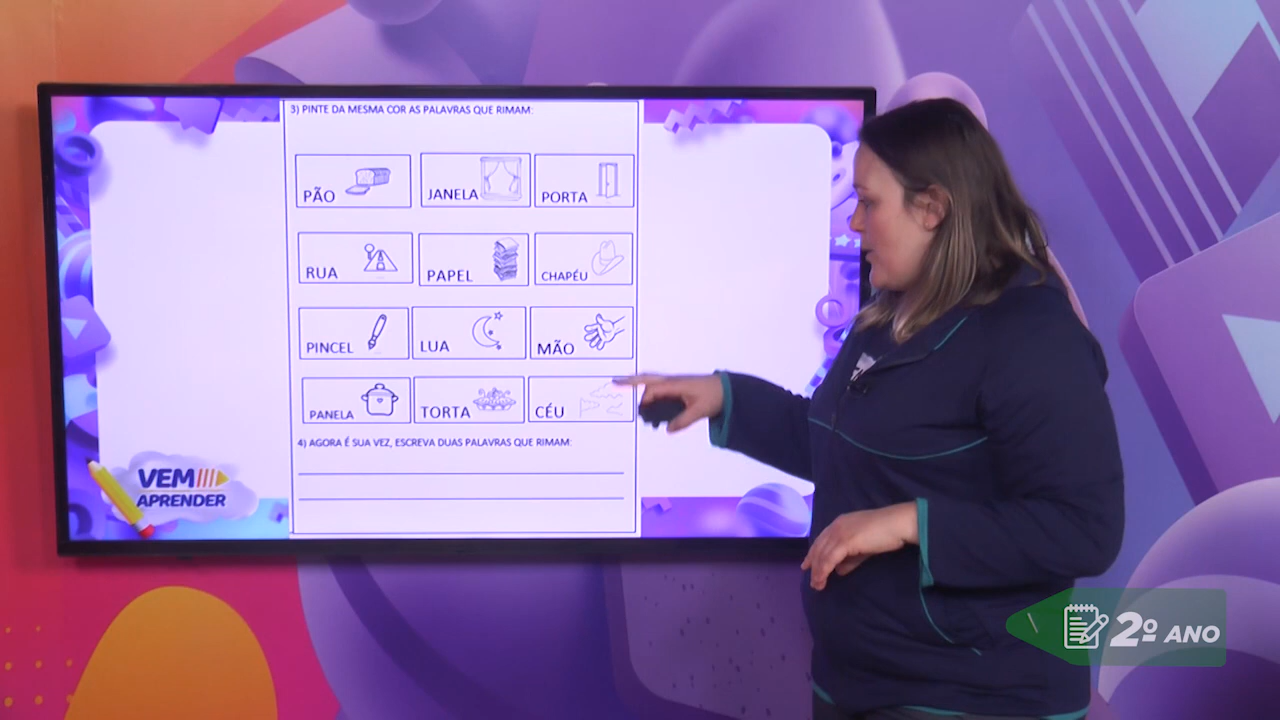 3) PINTE DA MESMA COR AS PALAVRAS QUE RIMAM:
PÃO JANELA PORTA
RUA PAPEL CHAPÉU
PINCEL LUA MÃO
PANELA TORTA CÉU
4) AGORA É SUA VEZ, ESCREVA DUAS PALAVRAS QUE RIMAM:
VEM
APRENDER
2º ANO